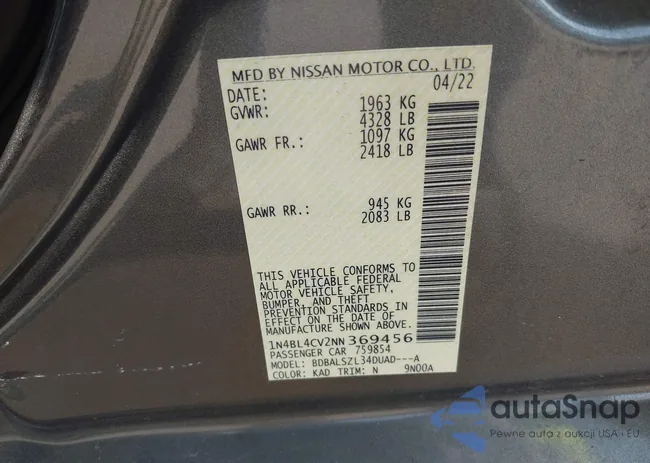 MFD BY NISSAN MOTOR CO., LTD.
DATE: 04/22
GVWR: 1963 KG
4328 LB
GAWR FR.: 1097 KG
2418 LB
GAWR RR.: 945 KG
2083 LB
THIS VEHICLE CONFORMS TO
ALL APPLICABLE FEDERAL
MOTOR VEHICLE SAFETY,
BUMPER, AND THEFT
PREVENTION STANDARDS IN
EFFECT ON THE DATE OF
MANUFACTURE SHOWN ABOVE.
1N4BL4CV2NN369456
PASSENGER CAR 759854
MODEL: BDBALSZL34DUAD---A
COLOR: KAD TRIM: N 9N00A
autaSnap
Pewne auta z aukcji USA - EU